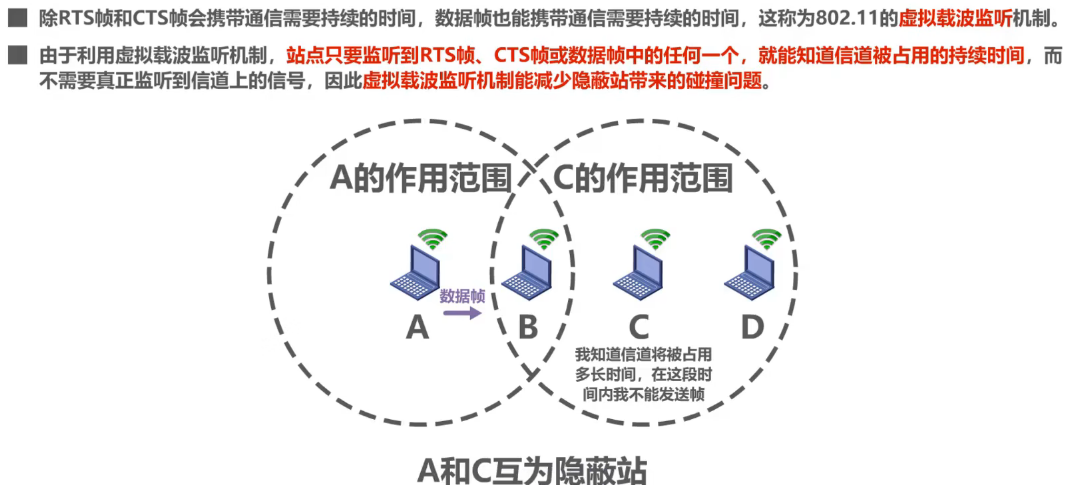 除RTS帧和CTS帧会携带通信需要持续的时间，数据帧也能携带通信需要持续的时间，这称为802.11的虚拟载波监听机制。
由于利用虚拟载波监听机制，站点只要监听到RTS帧、CTS帧或数据帧中的任何一个，就能知道信道被占用的持续时间，而
不需要真正监听到信道上的信号，因此虚拟载波监听机制能减少隐蔽站带来的碰撞问题。
A的作用范围
C的作用范围
数据帧
A
B
C
D
我知道信道将被占用
多长时间，在这段时
间内我不能发送帧
A和C互为隐蔽站